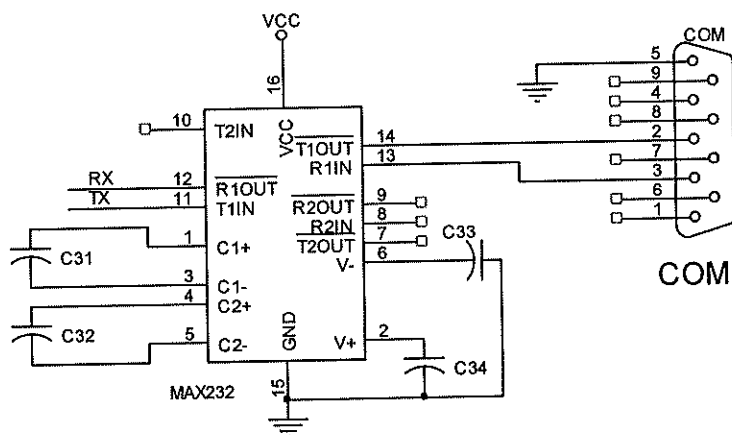 VCC
COM
16
5
9
4
8
2
7
3
6
1
10
T2IN
VCC
T1OUT
14
R1IN
13
RX
12
R1OUT
TX
11
T1IN
R2OUT
9
R2IN
8
T2OUT
7
C33
1
C1+
V-
6
C31
3
C1-
4
C2+
COM
C32
5
C2-
GND
V+
2
C34
15
MAX232